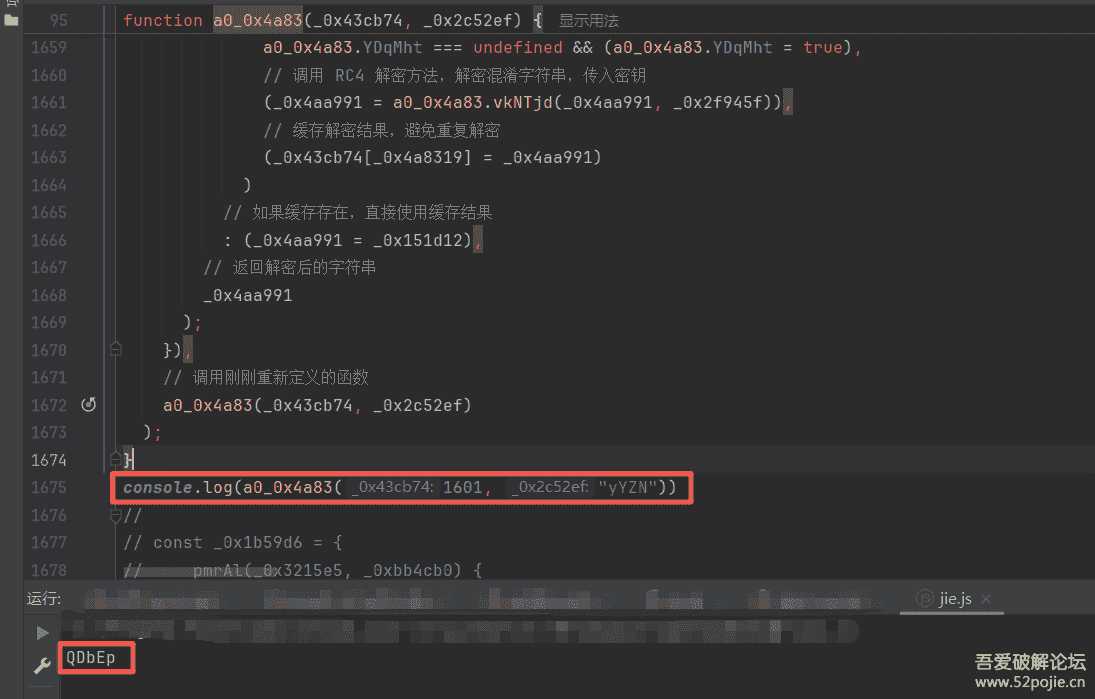 95 function a0_0x4a83(_0x43cb74, _0x2c52ef) { 显示用法
1659 a0_0x4a83.YDqMht === undefined && (a0_0x4a83.YDqMht = true),
1660 // 调用 RC4 解密方法，解密混淆字符串，传入密钥
1661 (_0x4aa991 = a0_0x4a83.vkNTjd(_0x4aa991, _0x2f945f)),
1662 // 缓存解密结果，避免重复解密
1663 (_0x43cb74[_0x4a8319] = _0x4aa991)
1664 )
1665 // 如果缓存存在，直接使用缓存结果
1666 : (_0x4aa991 = _0x151d12),
1667 // 返回解密后的字符串
1668 _0x4aa991
1669 );
1670 }),
1671 // 调用刚刚重新定义的函数
1672 a0_0x4a83(_0x43cb74, _0x2c52ef)
1673 );
1674 }
1675 console.log(a0_0x4a83( _0x43cb74: 1601, _0x2c52ef: "yYZN"))
1676 //
1677 // const _0x1b59d6 = {
1678 // pmrAl(_0x3215e5, _0xbb4cb0) {
运行: jie.js ×
QDbEp
吾爱破解论坛
www.52pojie.cn